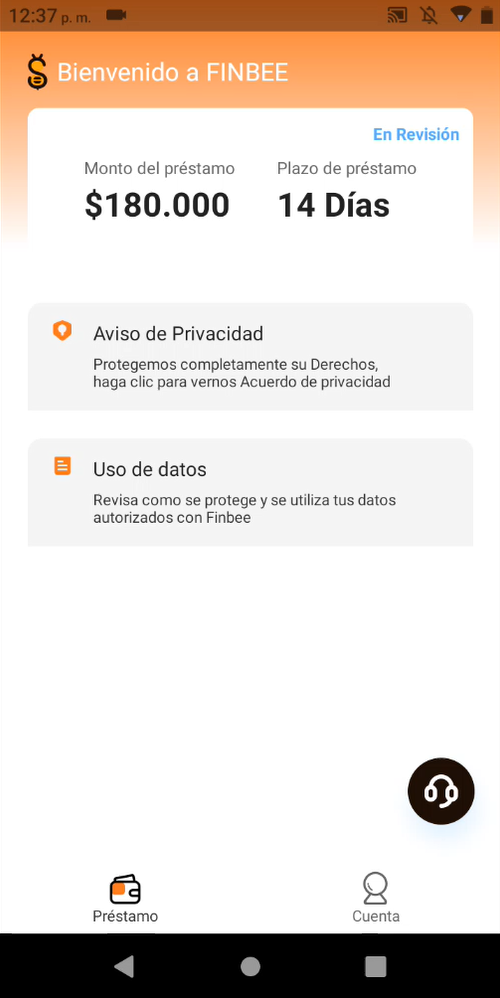 12:37 p. m.
Bienvenido a FINBEE
En Revisión
Monto del préstamo
Plazo de préstamo
$180.000
14 Días
Aviso de Privacidad
Protegemos completamente su Derechos,
haga clic para vernos Acuerdo de privacidad
Uso de datos
Revisa como se protege y se utiliza tus datos
autorizados con Finbee
Préstamo
Cuenta